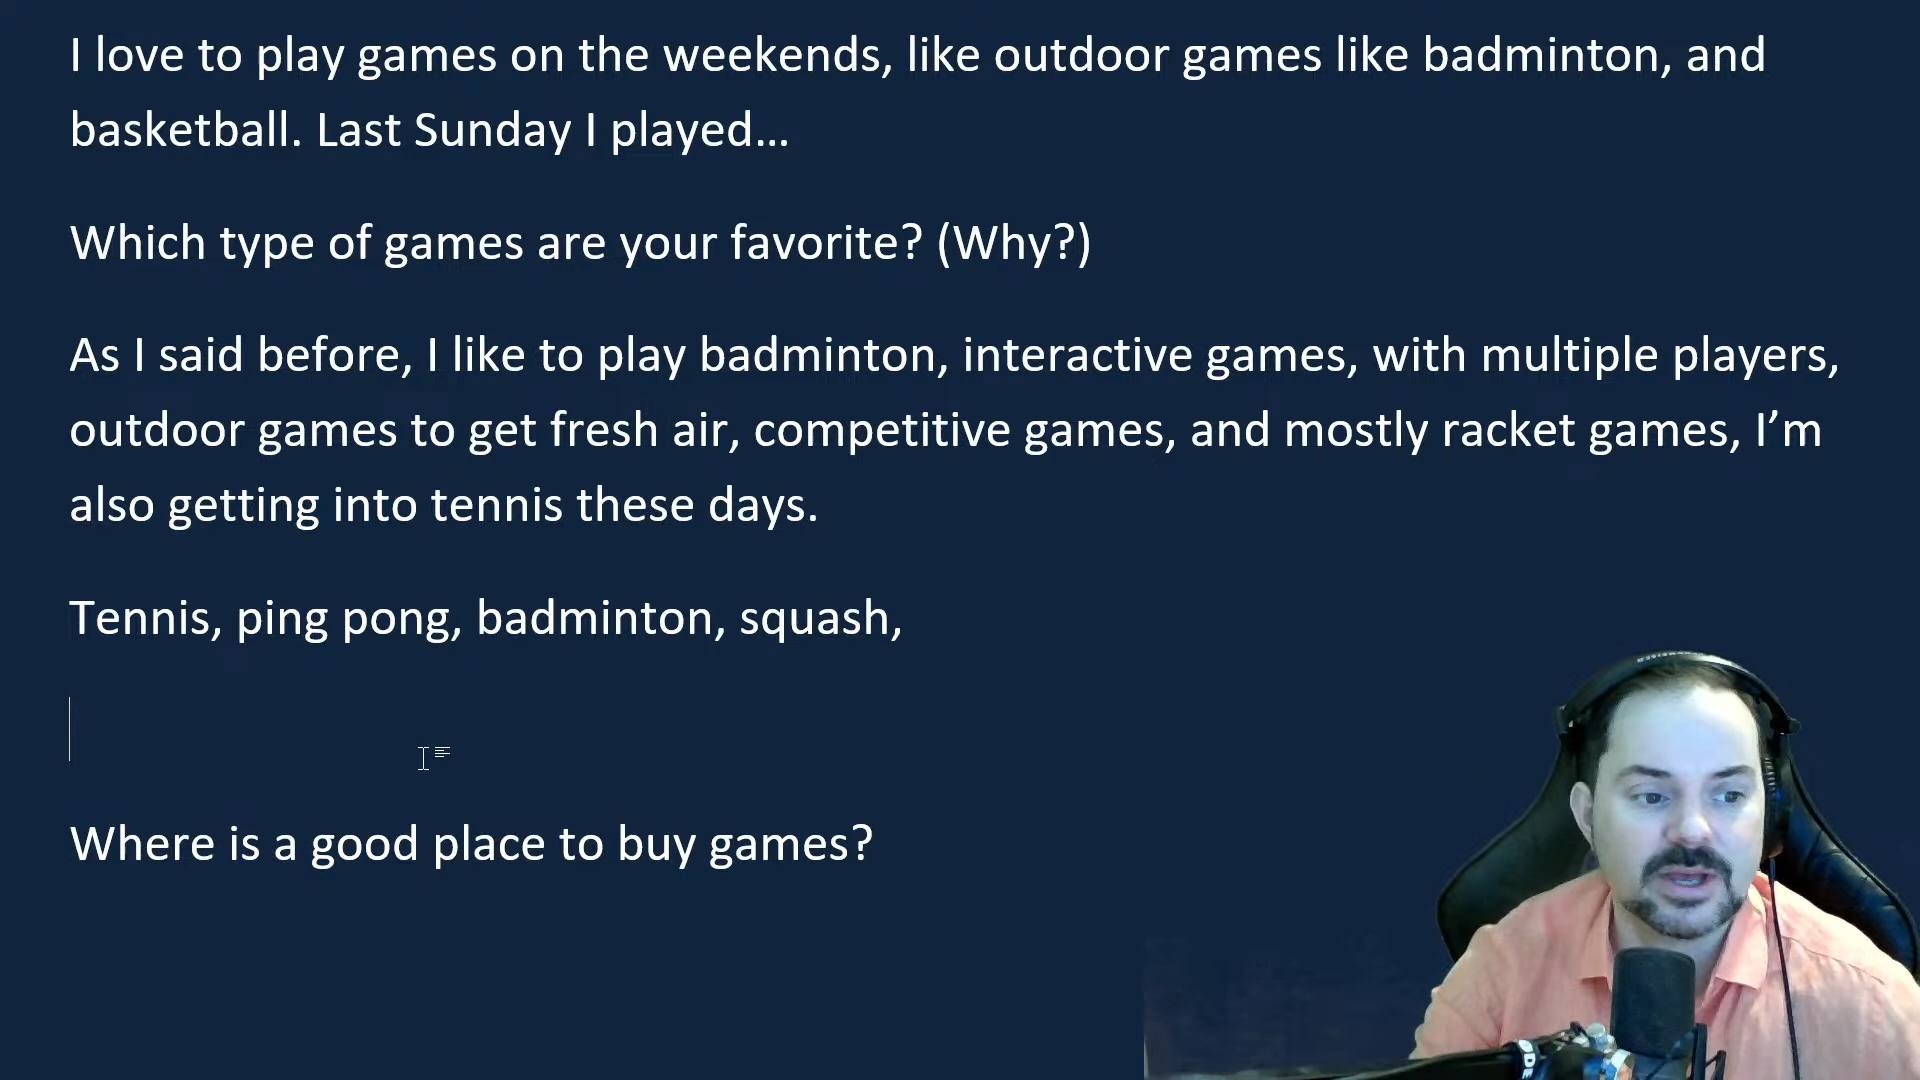 I love to play games on the weekends, like outdoor games like badminton, and
basketball. Last Sunday I played…
Which type of games are your favorite? (Why?)
As I said before, I like to play badminton, interactive games, with multiple players,
outdoor games to get fresh air, competitive games, and mostly racket games, I’m
also getting into tennis these days.
Tennis, ping pong, badminton, squash,
Where is a good place to buy games?